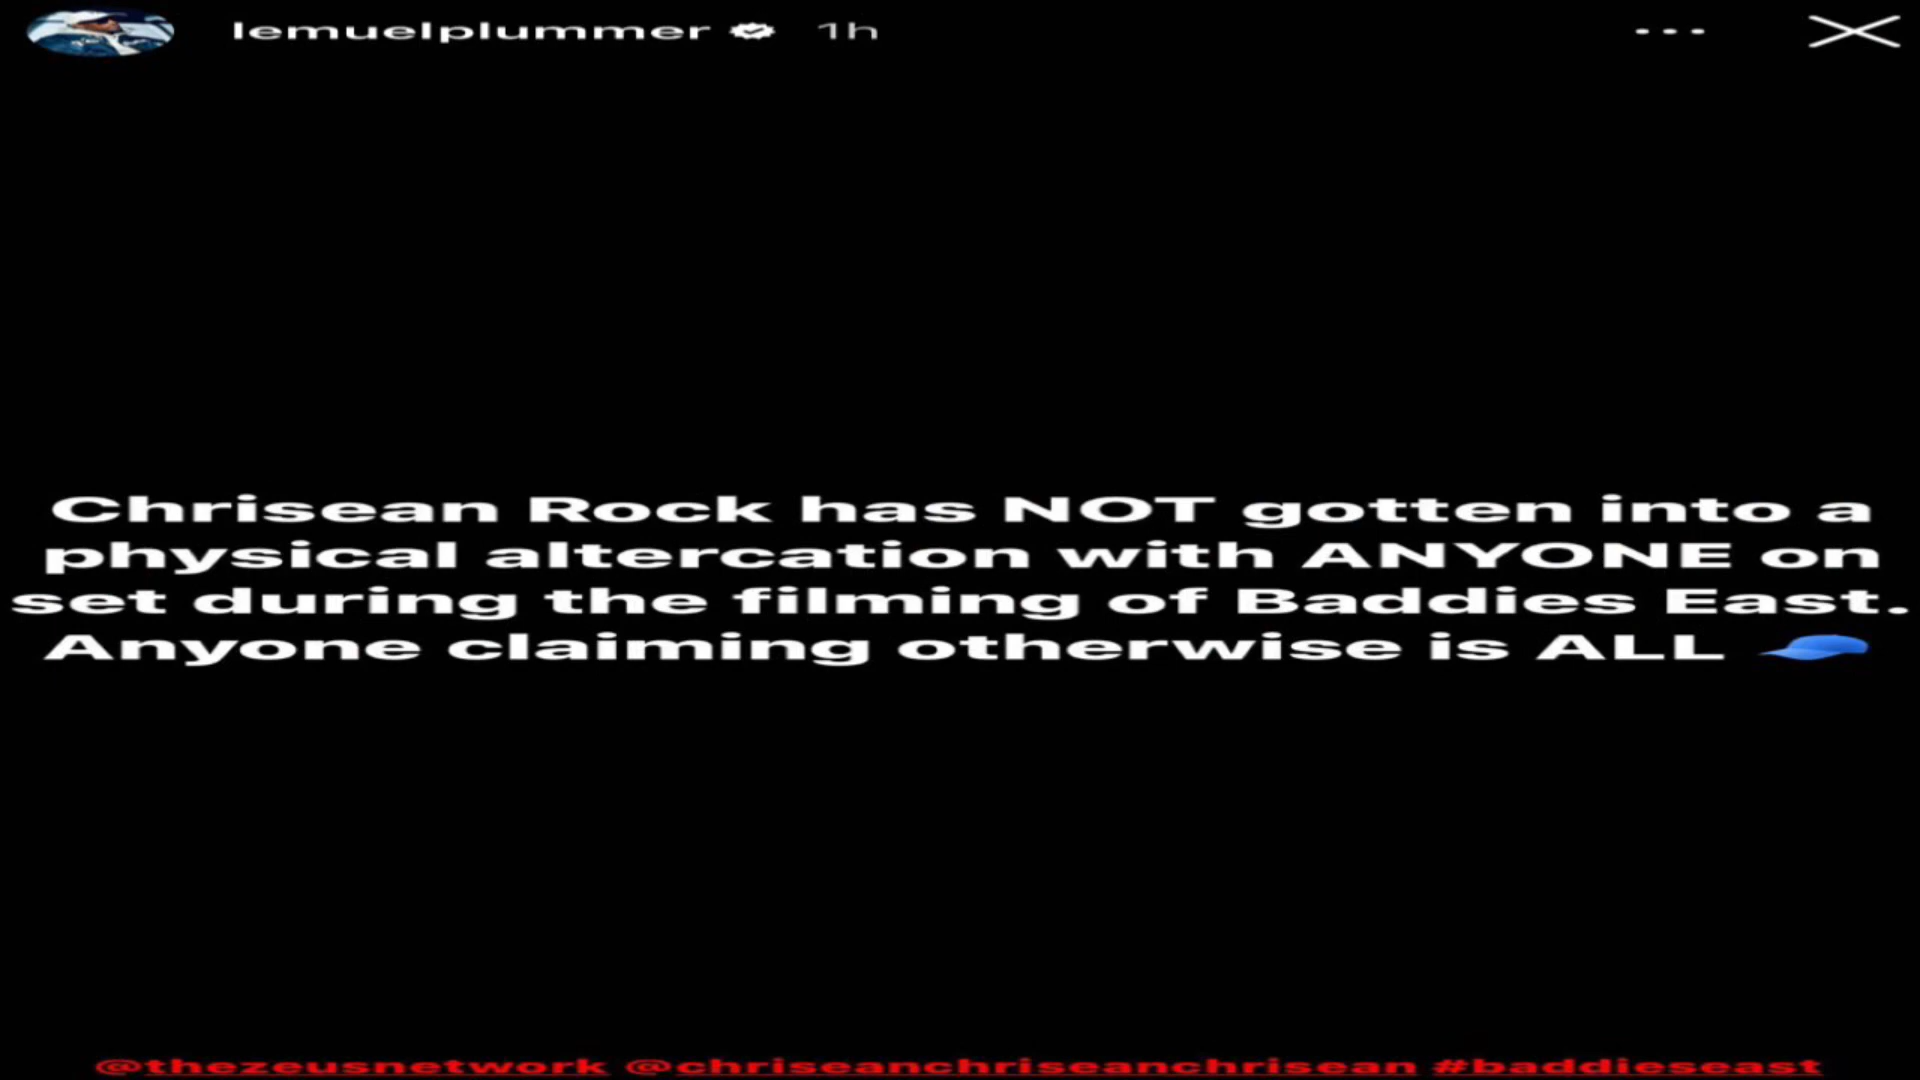 lemuelplummer 1h
Chrisean Rock has NOT gotten into a
physical altercation with ANYONE on
set during the filming of Baddies East.
Anyone claiming otherwise is ALL 🧢
@thezeusnetwork @chriseanchriseanchrisean #baddieseast